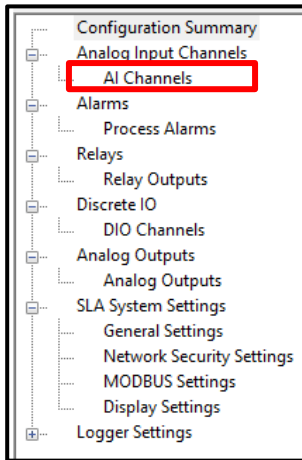 Configuration Summary
Analog Input Channels
AI Channels
Alarms
Process Alarms
Relays
Relay Outputs
Discrete IO
DIO Channels
Analog Outputs
Analog Outputs
SLA System Settings
General Settings
Network Security Settings
MODBUS Settings
Display Settings
Logger Settings